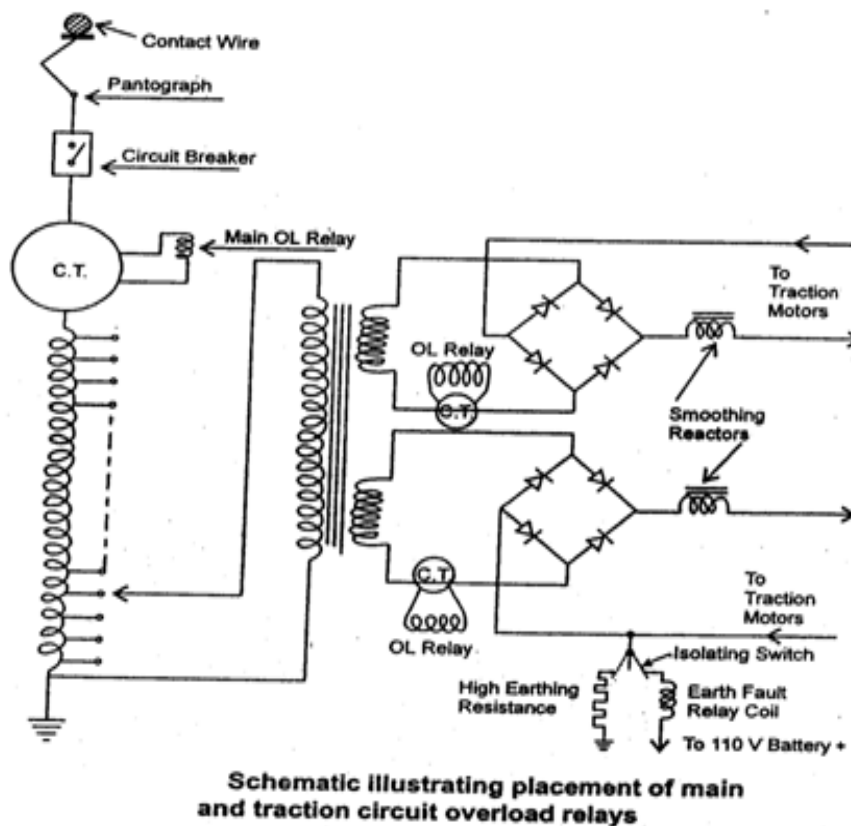 Contact Wire
Pantograph
Circuit Breaker
C.T.
Main OL Relay
To
Traction
Motors
OL Relay
C.T.
Smoothing
Reactors
C.T
OL Relay
To
Traction
Motors
Isolating Switch
High Earthing
Resistance
Earth Fault
Relay Coil
To 110 V Battery +
Schematic illustrating placement of main
and traction circuit overload relays